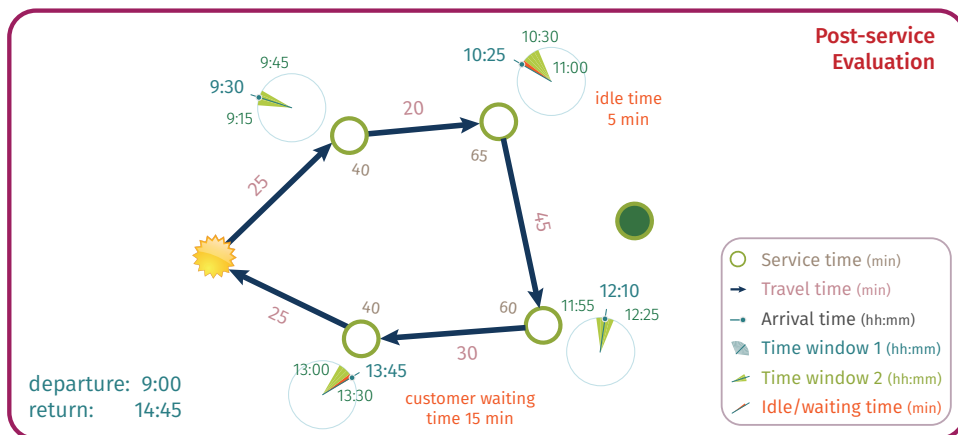 Post-service
Evaluation
9:45
9:30
9:15
10:30
10:25
11:00
idle time
5 min
20
40
65
25
45
25
40
60
30
11:55
12:10
12:25
13:00
13:45
13:30
customer waiting
time 15 min
departure: 9:00
return: 14:45
Service time (min)
Travel time (min)
Arrival time (hh:mm)
Time window 1 (hh:mm)
Time window 2 (hh:mm)
Idle/waiting time (min)